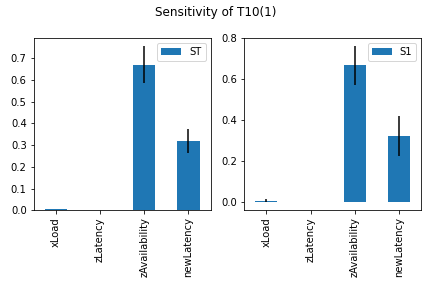 Sensitivity of T10(1)
ST
0.7
0.6
0.5
0.4
0.3
0.2
0.1
0.0
xLoad
zLatency
zAvailability
newLatency
S1
0.8
0.6
0.4
0.2
0.0
xLoad
zLatency
zAvailability
newLatency